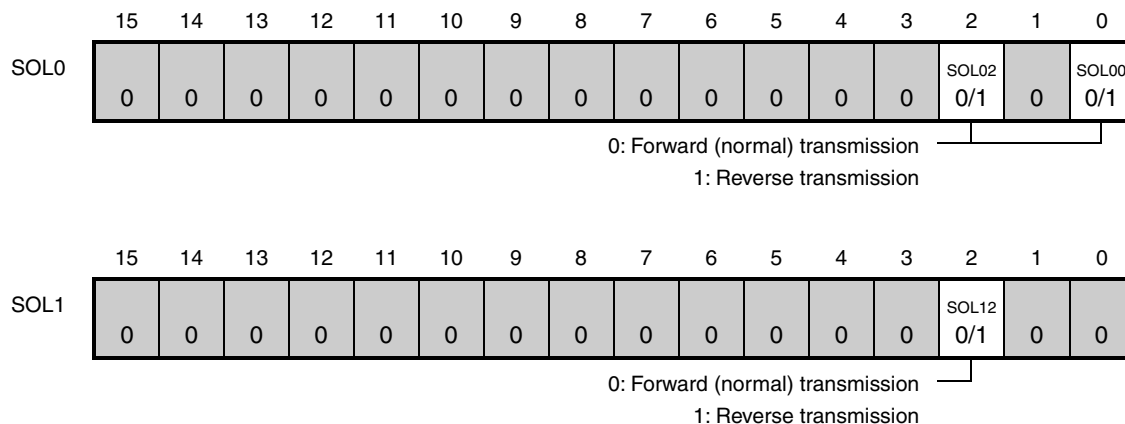 15 14 13 12 11 10 9 8 7 6 5 4 3 2 1 0
SOL0
SOL02 SOL00
0 0 0 0 0 0 0 0 0 0 0 0 0 0/1 0 0/1
0: Forward (normal) transmission
1: Reverse transmission
15 14 13 12 11 10 9 8 7 6 5 4 3 2 1 0
SOL1
SOL12
0 0 0 0 0 0 0 0 0 0 0 0 0 0/1 0 0
0: Forward (normal) transmission
1: Reverse transmission